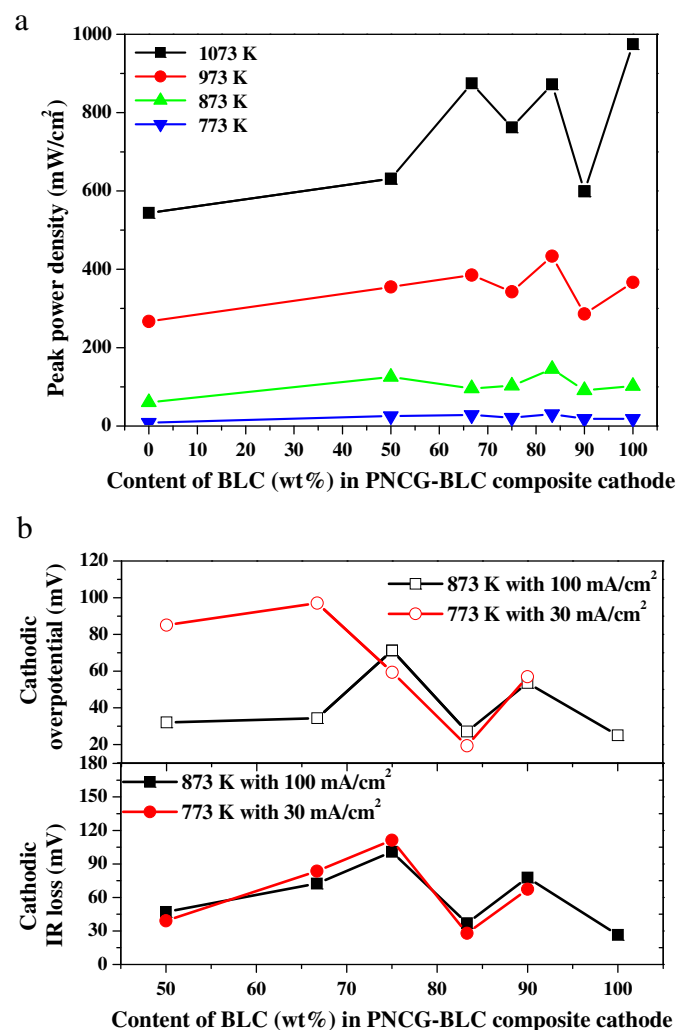 a
1000
800
600
400
200
0
1073 K
973 K
873 K
773 K
Peak power density (mW/cm²)
0 10 20 30 40 50 60 70 80 90 100
Content of BLC (wt%) in PNCG-BLC composite cathode
b
120
100
80
60
40
20
Cathodic
overpotential (mV)
873 K with 100 mA/cm²
773 K with 30 mA/cm²
180
150
120
90
60
30
0
Cathodic
IR loss (mV)
873 K with 100 mA/cm²
773 K with 30 mA/cm²
50 60 70 80 90 100
Content of BLC (wt%) in PNCG-BLC composite cathode